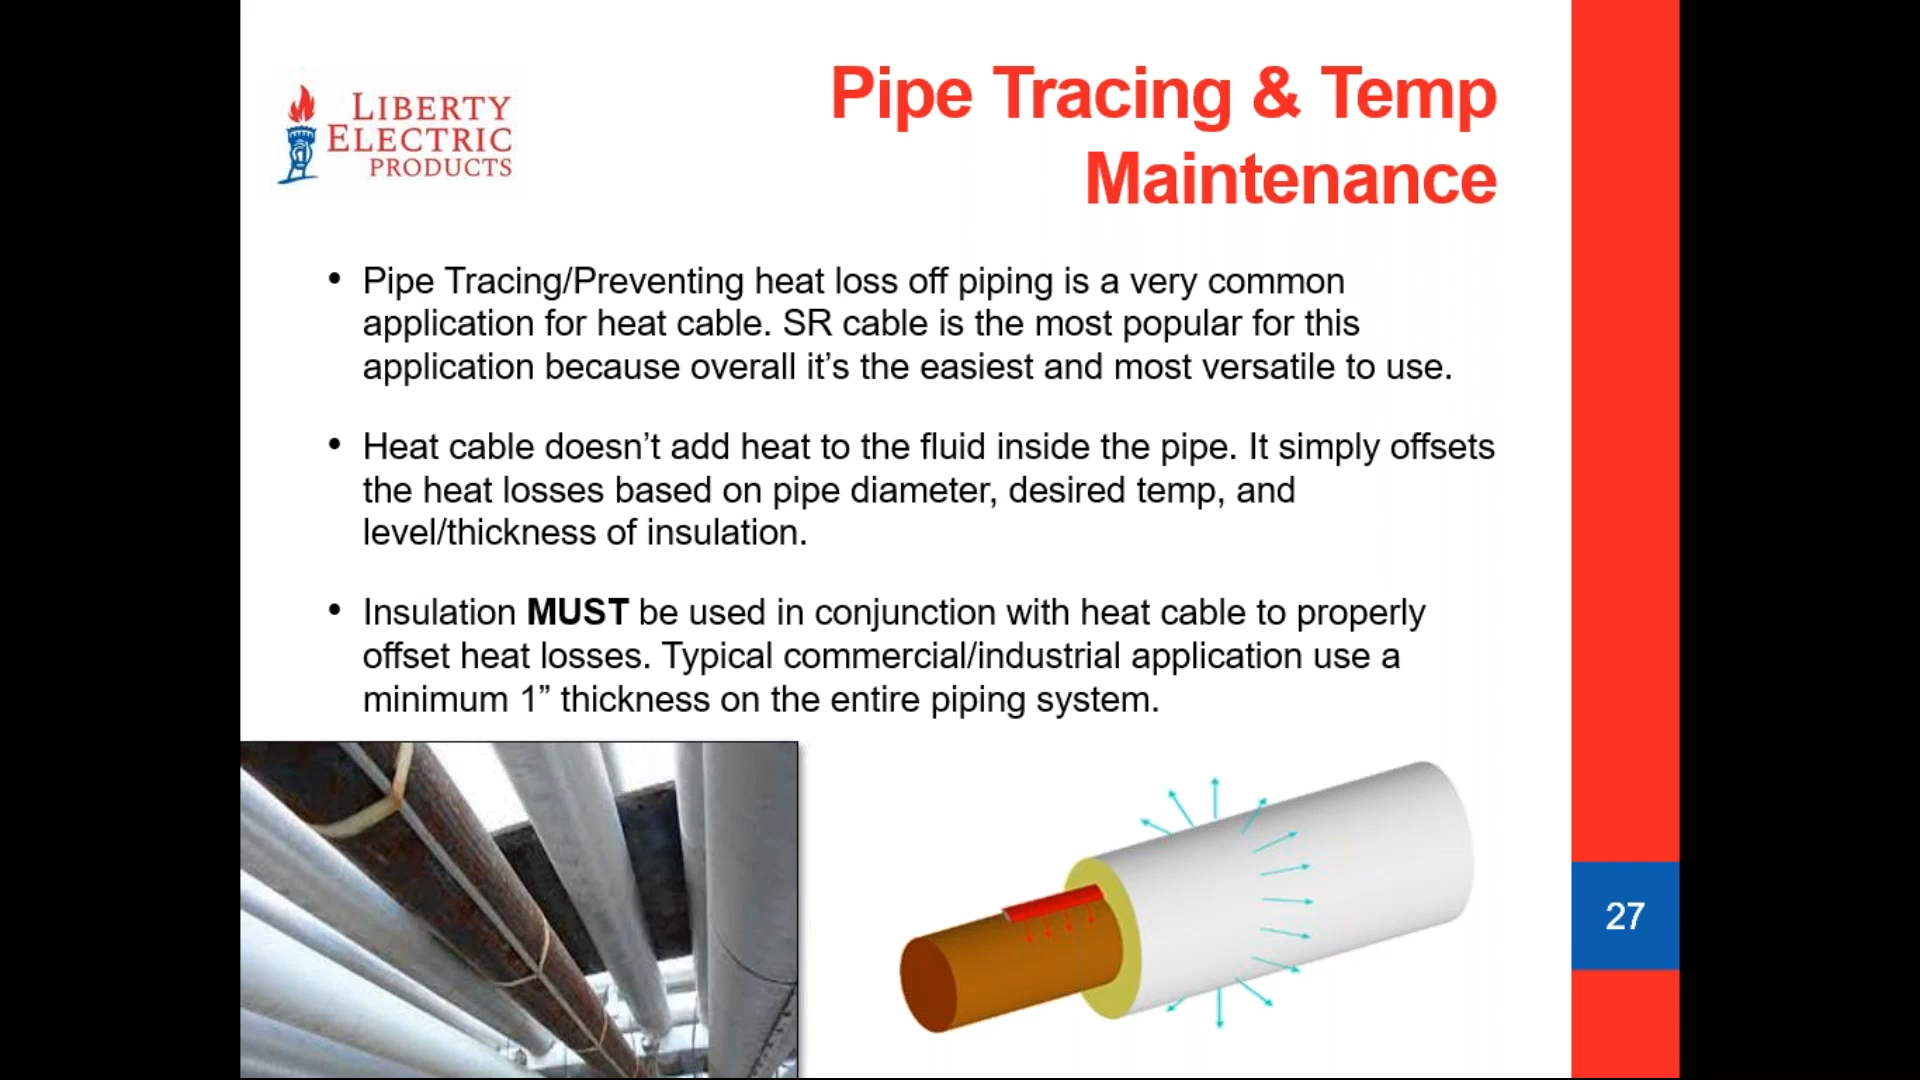 LIBERTY
ELECTRIC
PRODUCTS
Pipe Tracing & Temp
Maintenance
• Pipe Tracing/Preventing heat loss off piping is a very common
application for heat cable. SR cable is the most popular for this
application because overall it’s the easiest and most versatile to use.
• Heat cable doesn’t add heat to the fluid inside the pipe. It simply offsets
the heat losses based on pipe diameter, desired temp, and
level/thickness of insulation.
• Insulation MUST be used in conjunction with heat cable to properly
offset heat losses. Typical commercial/industrial application use a
minimum 1” thickness on the entire piping system.
27